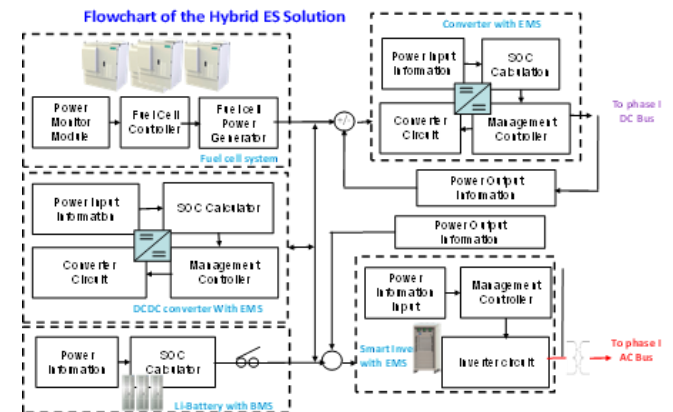 Flowchart of the Hybrid ES Solution
Converter with EMS
Power Input
Information
SOC
Calculation
Converter
Circuit
Management
Controller
To phase I
DC Bus
Power
Monitor
Module
Fuel Cell
Controller
Fuel cell
Power
Generator
+/-
Fuel cell system
Power Output
Information
Power Input
Information
SOC Calculator
Converter
Circuit
Management
Controller
DCDC converter With EMS
Power Output
Information
Power
Information
Input
Management
Controller
Smart Inver
with EMS
Inverter circuit
To phase I
AC Bus
Power
Information
SOC
Calculator
Li-Battery with BMS